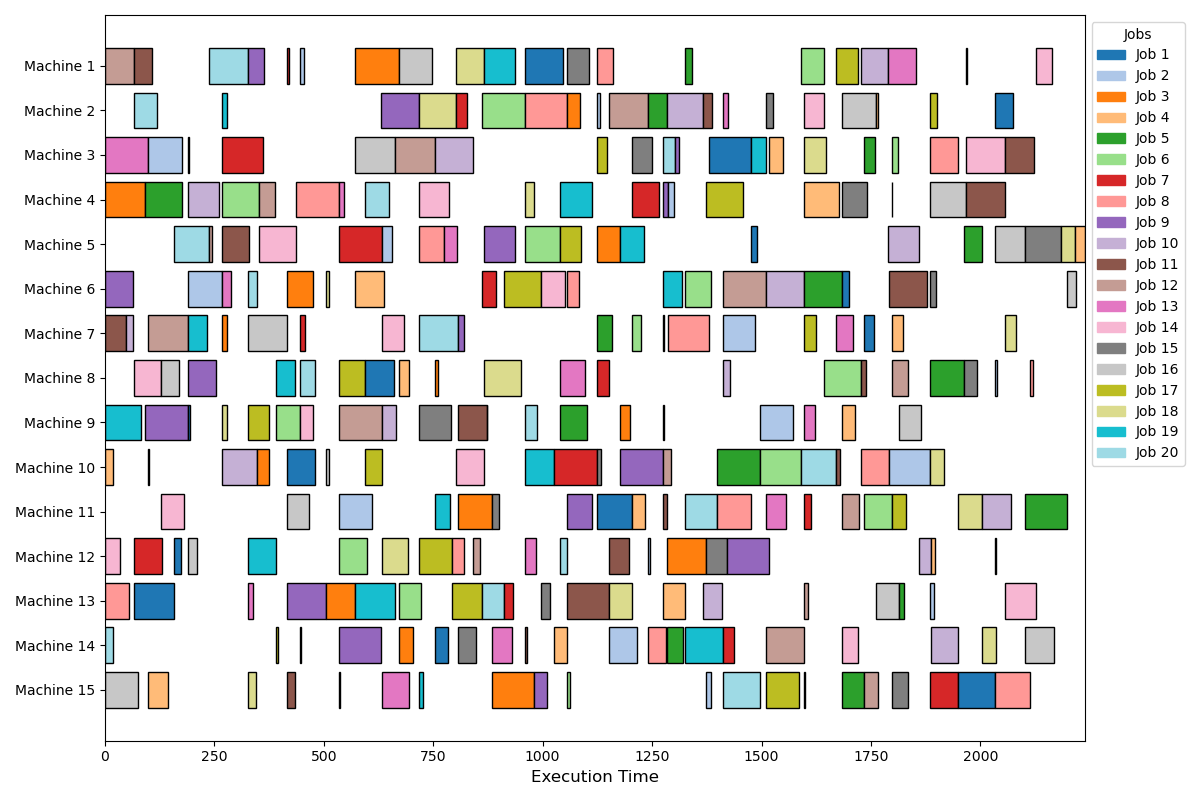 Machine 1
Machine 2
Machine 3
Machine 4
Machine 5
Machine 6
Machine 7
Machine 8
Machine 9
Machine 10
Machine 11
Machine 12
Machine 13
Machine 14
Machine 15
0 250 500 750 1000 1250 1500 1750 2000
Execution Time
Jobs
Job 1
Job 2
Job 3
Job 4
Job 5
Job 6
Job 7
Job 8
Job 9
Job 10
Job 11
Job 12
Job 13
Job 14
Job 15
Job 16
Job 17
Job 18
Job 19
Job 20